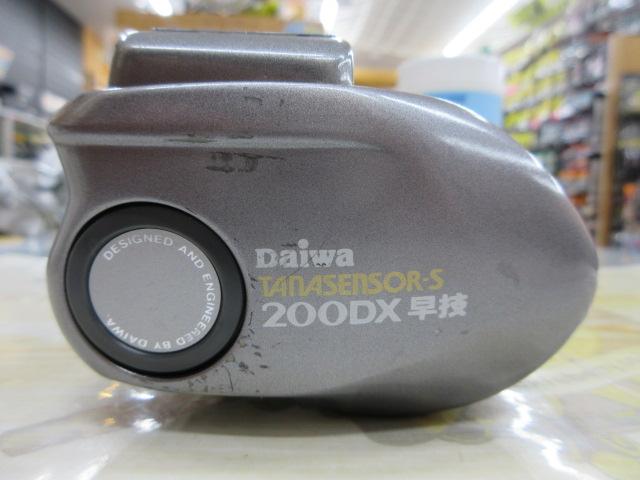 Daiwa
TANASENSOR-S
200DX 早技
DESIGNED AND ENGINEERED BY DAIWA.